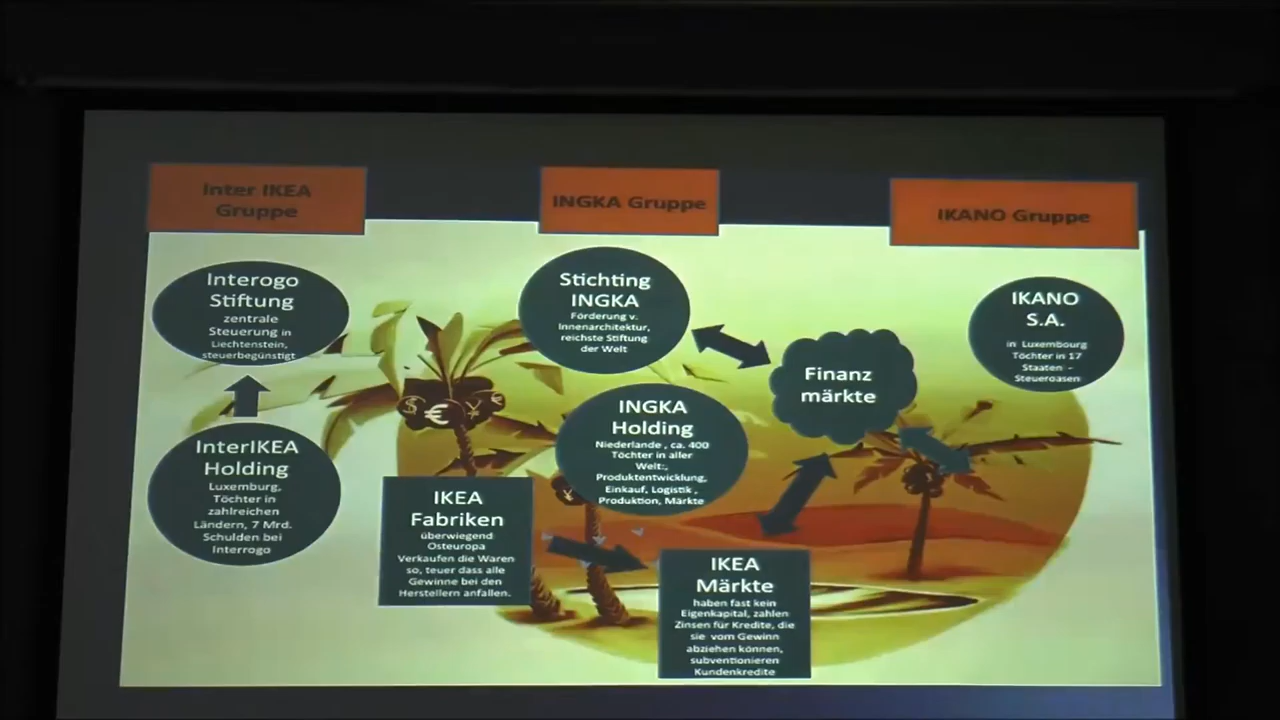 Inter IKEA
Gruppe
INGKA Gruppe
IKANO Gruppe
Interogo
Stiftung
zentrale
Steuerung in
Liechtenstein,
steuerbegünstigt
Stichting
INGKA
Förderung v.
Innenarchitektur,
reichste Stiftung
der Welt
IKANO
S.A.
in Luxembourg
Töchter in 17
Staaten –
Steueroasen
Finanz
märkte
InterIKEA
Holding
Luxemburg,
Töchter in
zahlreichen
Ländern, 7 Mrd.
Schulden bei
Interogo
INGKA
Holding
Niederlande , ca. 400
Töchter in aller
Welt:,
Produktentwicklung,
Einkauf, Logistik ,
Produktion, Märkte
$ € ¥ €
¥
IKEA
Fabriken
überwiegend
Osteuropa
Verkaufen die Waren
so, teuer dass alle
Gewinne bei den
Herstellern anfallen.
IKEA
Märkte
haben fast kein
Eigenkapital, zahlen
Zinsen für Kredite, die
sie vom Gewinn
abziehen können,
subventionieren
Kundenkredite